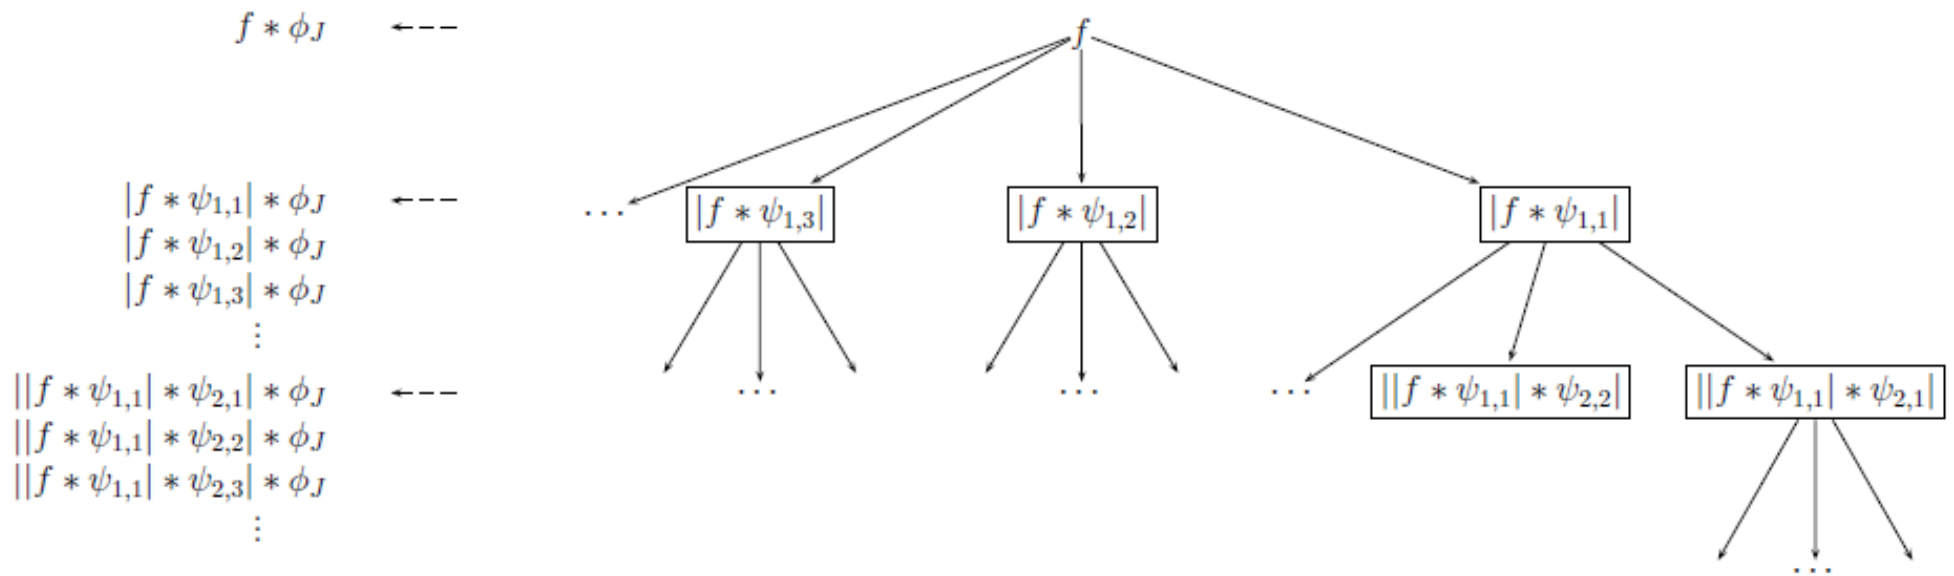 f ∗ ϕ_J
f
|f ∗ ψ_{1,1}| ∗ ϕ_J
|f ∗ ψ_{1,2}| ∗ ϕ_J
|f ∗ ψ_{1,3}| ∗ ϕ_J
⋮
··· |f ∗ ψ_{1,3}| |f ∗ ψ_{1,2}| |f ∗ ψ_{1,1}|
||f ∗ ψ_{1,1}| ∗ ψ_{2,1}| ∗ ϕ_J
||f ∗ ψ_{1,1}| ∗ ψ_{2,2}| ∗ ϕ_J
||f ∗ ψ_{1,1}| ∗ ψ_{2,3}| ∗ ϕ_J
⋮
··· ··· ··· ||f ∗ ψ_{1,1}| ∗ ψ_{2,2}| ||f ∗ ψ_{1,1}| ∗ ψ_{2,1}|
···